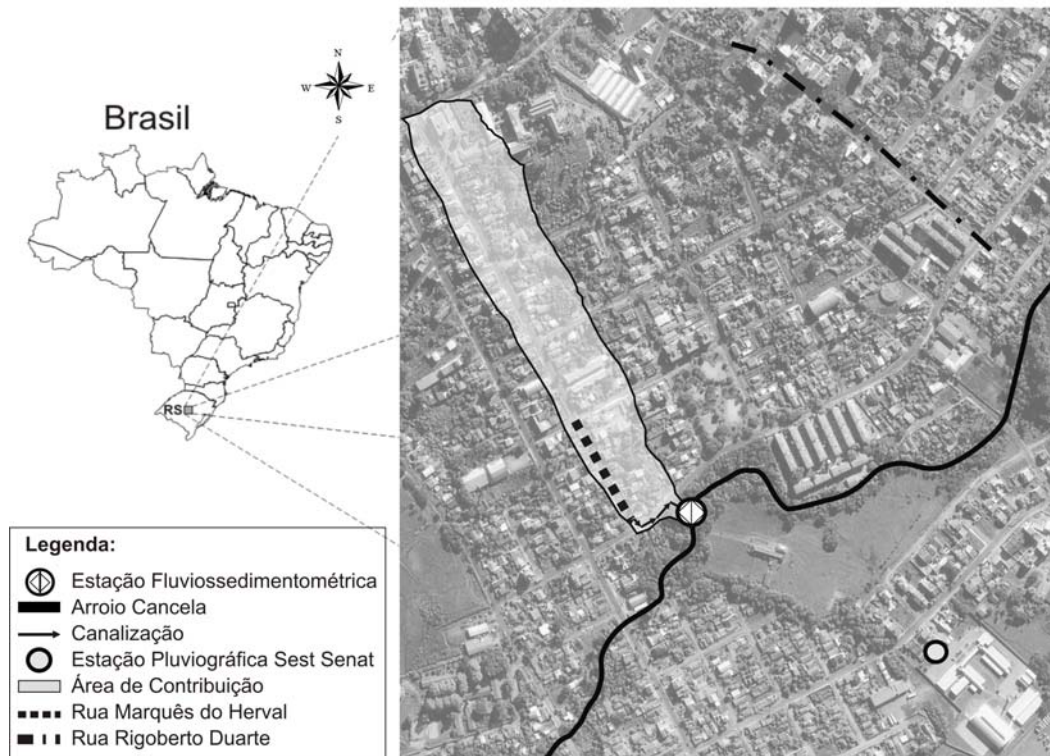 N
W E
S
Brasil
RS
Legenda:
Estação Fluviossedimentométrica
Arroio Cancela
Canalização
Estação Pluviográfica Sest Senat
Área de Contribuição
Rua Marquês do Herval
Rua Rigoberto Duarte